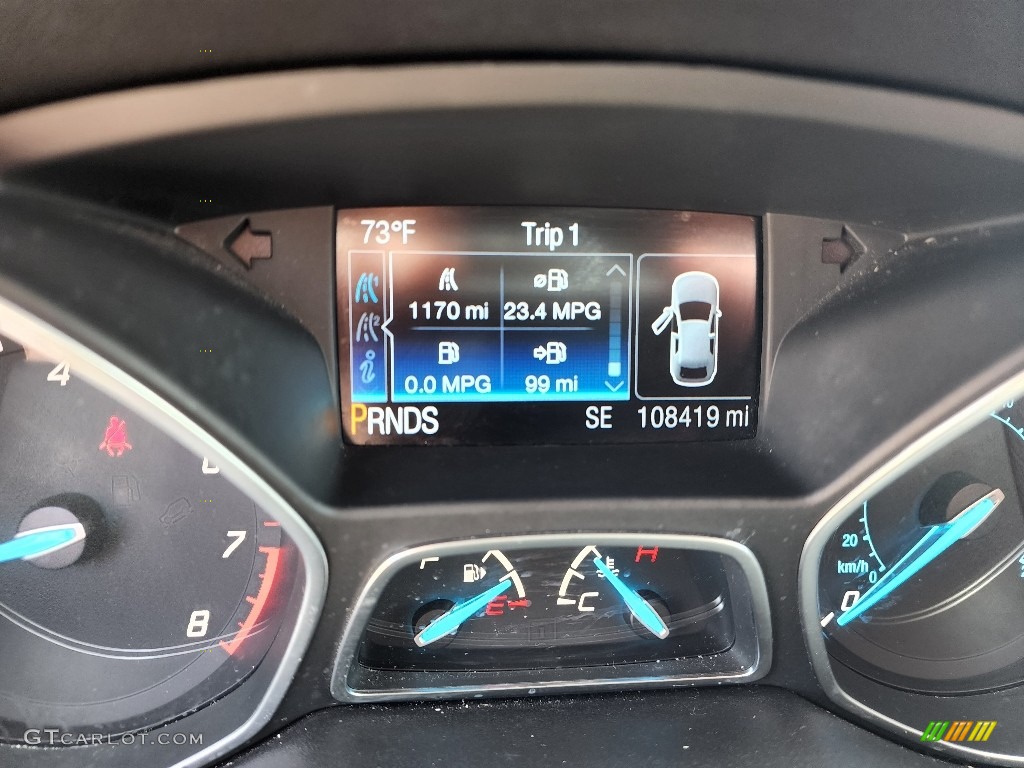 73°F Trip 1
1170 mi 23.4 MPG
0.0 MPG 99 mi
PRNDS SE 108419 mi
4
6
7
8
E C H
20
km/h
0
0
GTCARLOT.COM